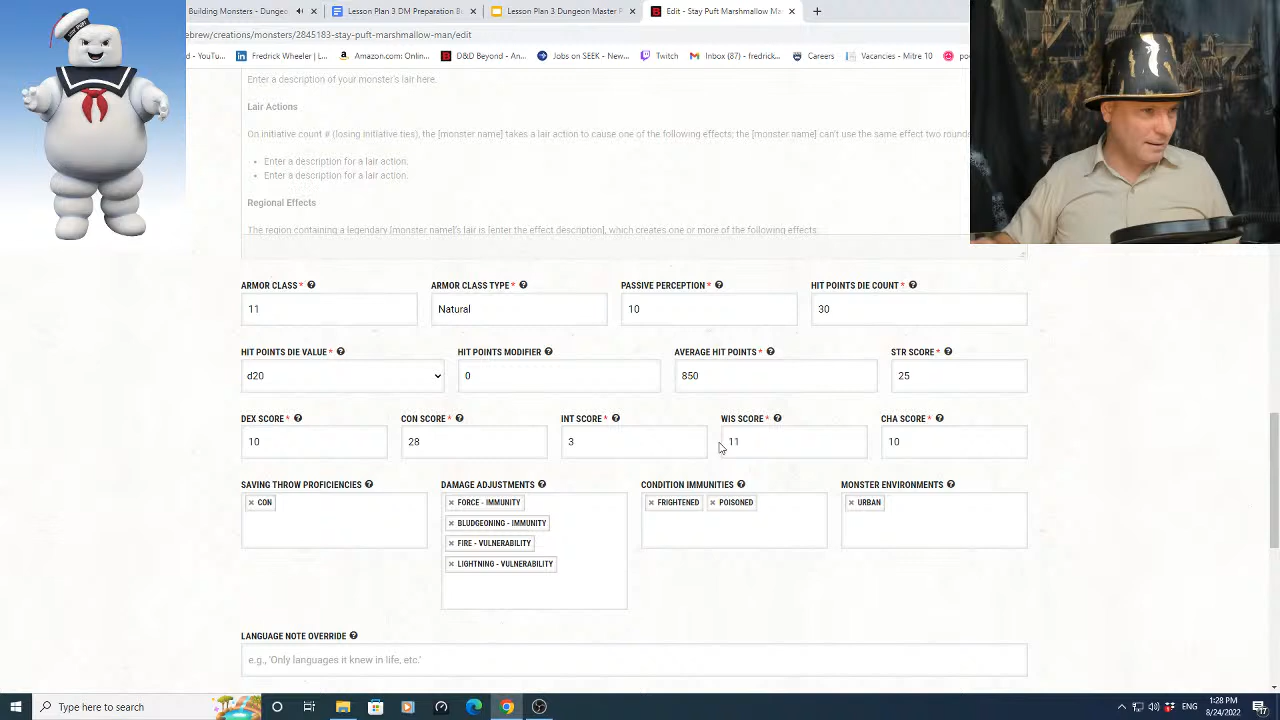 Building Monsters - Dunge
Lesson Plan 3 DM Preparation B
Lesson Plan 3 Dungeon Master F
Edit - Stay Puft Marshmallow Ma
ebrew/creations/monsters/2845183-stay-puft-marshmallow-man/edit
- YouTu...
Fredrick Wheeler | L...
Amazon.com: Onlin...
D&D Beyond - An...
Jobs on SEEK - New...
Twitch
Inbox (87) - fredrick...
Careers
Vacancies - Mitre 10
po
Enter a description of your monster's lair here.
Lair Actions
On initiative count # (losing initiative ties), the [monster name] takes a lair action to cause one of the following effects; the [monster name] can't use the same effect two rounds
Enter a description for a lair action.
Enter a description for a lair action.
Regional Effects
The region containing a legendary [monster name]'s lair is [enter the effect description], which creates one or more of the following effects:
ARMOR CLASS * ARMOR CLASS TYPE * PASSIVE PERCEPTION * HIT POINTS DIE COUNT *
11 Natural 10 30
HIT POINTS DIE VALUE * HIT POINTS MODIFIER AVERAGE HIT POINTS * STR SCORE *
d20 0 850 25
DEX SCORE * CON SCORE * INT SCORE * WIS SCORE * CHA SCORE *
10 28 3 11 10
SAVING THROW PROFICIENCIES DAMAGE ADJUSTMENTS CONDITION IMMUNITIES MONSTER ENVIRONMENTS
× CON × FORCE - IMMUNITY × FRIGHTENED × POISONED × URBAN
× BLUDGEONING - IMMUNITY
× FIRE - VULNERABILITY
× LIGHTNING - VULNERABILITY
LANGUAGE NOTE OVERRIDE
e.g., 'Only languages it knew in life, etc.'
Type here to search
ENG
1:28 PM
8/24/2022